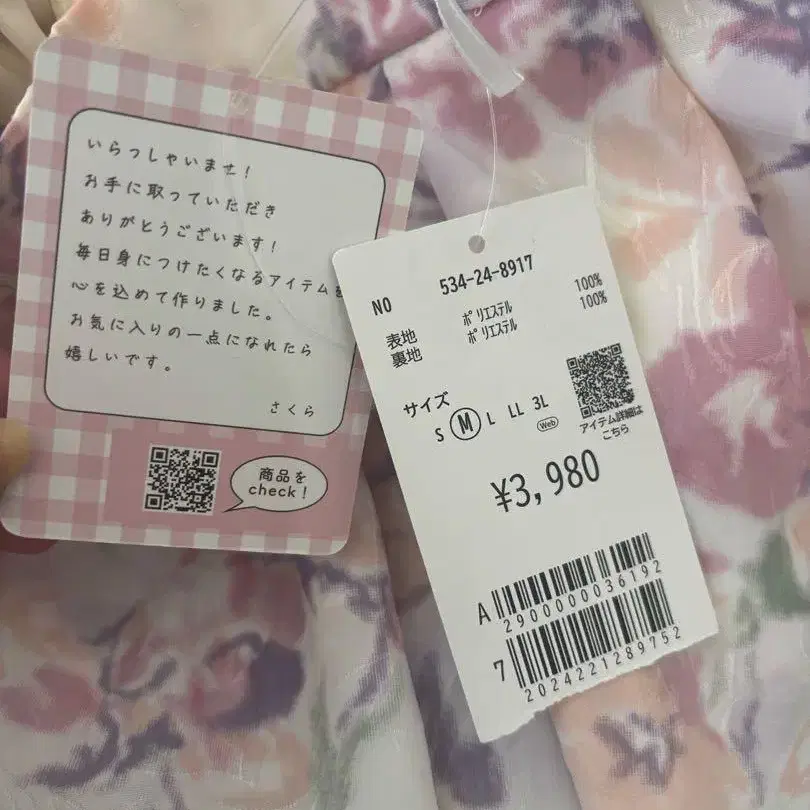 いらっしゃいませ！
お手に取っていただき
ありがとうございます！
毎日身につけたくなるアイテムを
心を込めて作りました。
お気に入りの一点になれたら
嬉しいです。
さくら
商品を
check！
NO 534-24-8917
表地 ポリエステル 100%
裏地 ポリエステル 100%
サイズ
S M L LL 3L
Web
アイテム詳細は
こちら
¥3,980
A
2900000036192
7
2024221289752